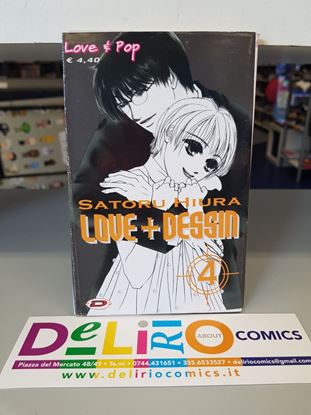 Love & Pop
€ 4,40
SATORU HIURA
LOVE + DESSIN
4
D
DeLiRiO ABOUT COMICS
Piazza del Mercato 48/49 • Terni • 0744.431651 • 335.6533527 • deliriocomics@gmail.com
www.deliriocomics.it